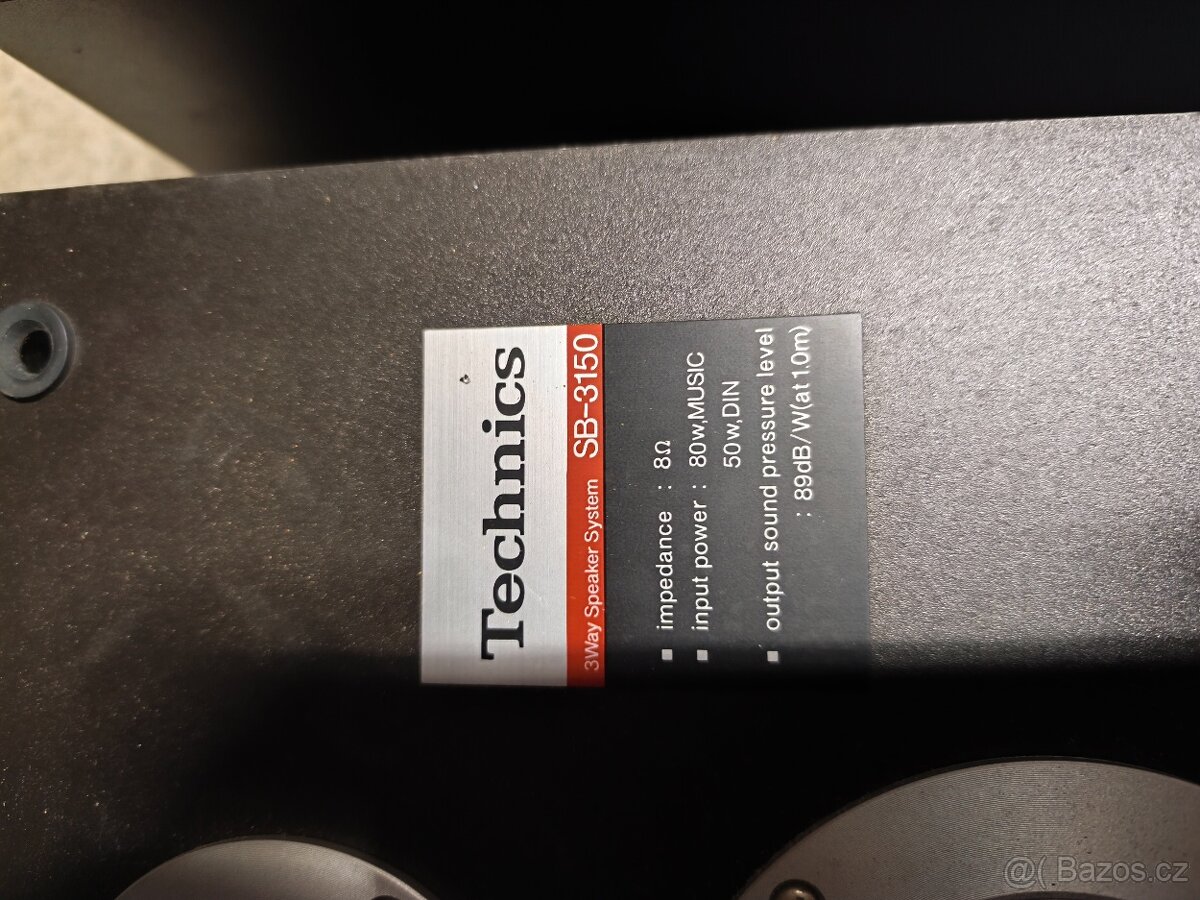 Technics
3Way Speaker System SB-3150
▪ impedance : 8Ω
▪ input power : 80w,MUSIC
50w,DIN
▪ output sound pressure level
: 89dB/W(at 1.0m)
@( Bazos.cz